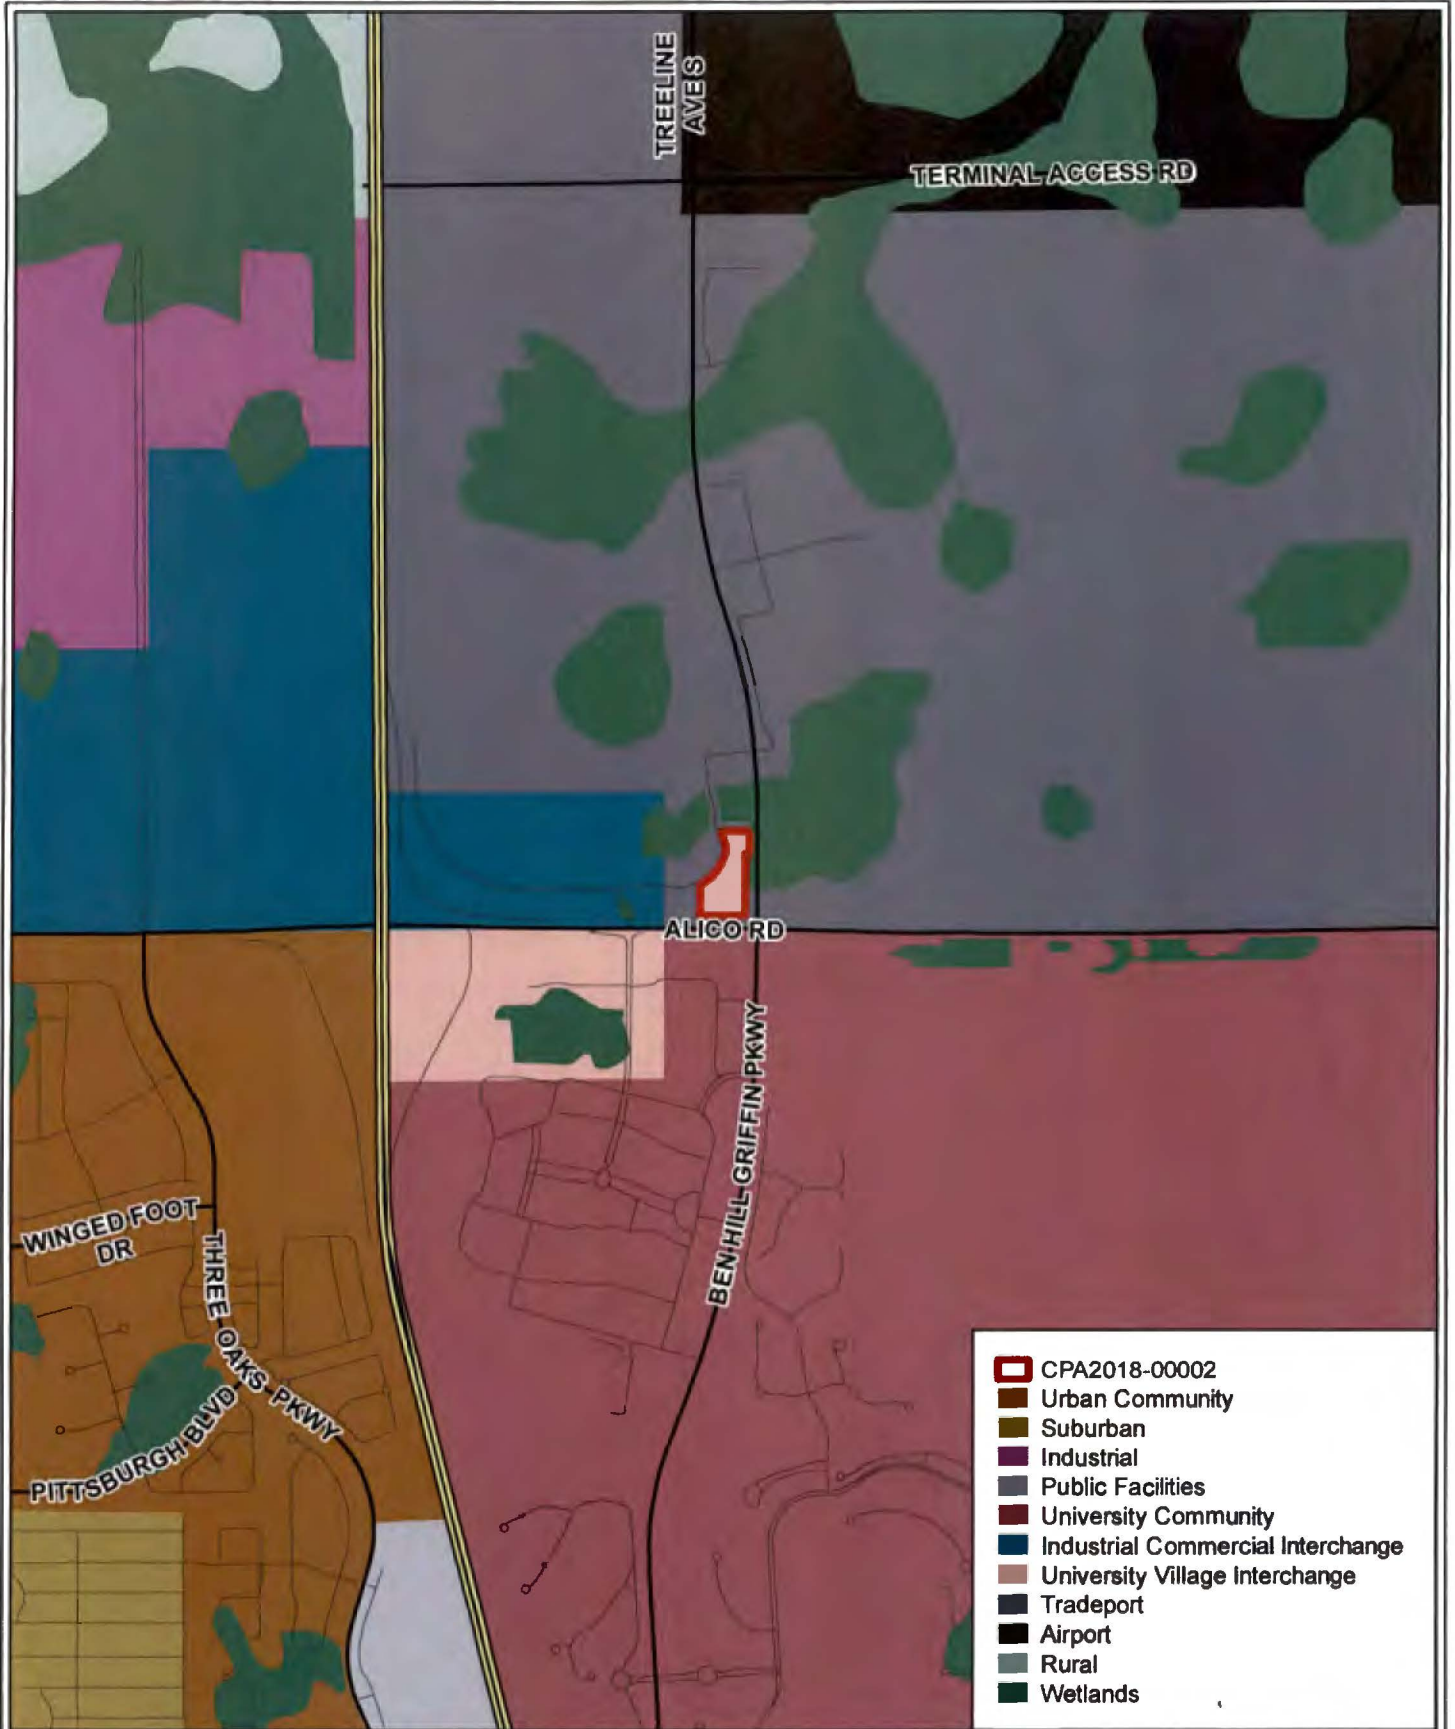 TREELINE
AVE S
TERMINAL ACCESS RD
ALICO RD
BEN HILL GRIFFIN PKWY
WINGED FOOT
DR
THREE OAKS PKWY
PITTSBURGH BLVD
CPA2018-00002
Urban Community
Suburban
Industrial
Public Facilities
University Community
Industrial Commercial Interchange
University Village Interchange
Tradeport
Airport
Rural
Wetlands